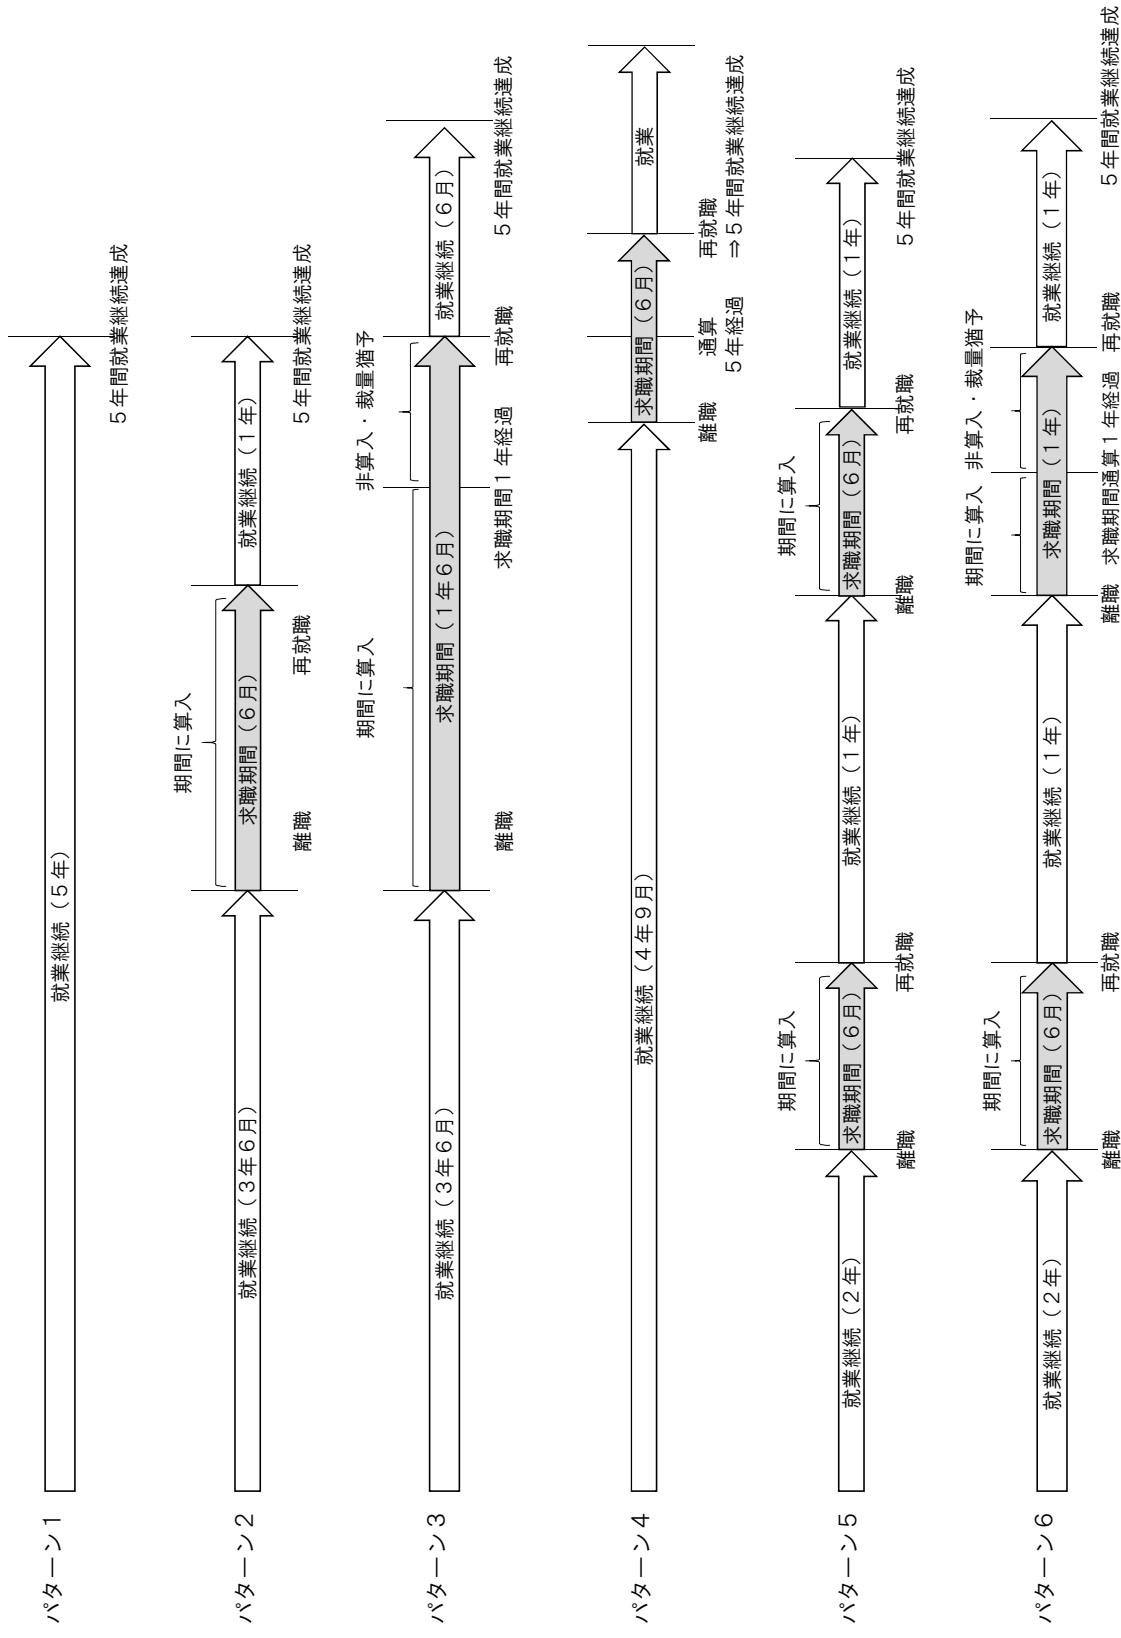 パターン１
就業継続（５年）
５年間就業継続達成
パターン２
期間に算入
就業継続（３年６月）
求職期間（６月）
就業継続（１年）
離職
再就職
５年間就業継続達成
パターン３
期間に算入
非算入・裁量猶予
就業継続（３年６月）
求職期間（１年６月）
就業継続（６月）
離職
求職期間１年経過
再就職
５年間就業継続達成
パターン４
就業継続（４年９月）
求職期間（６月）
就業
離職
通算
５年経過
再就職
⇒５年間就業継続達成
パターン５
期間に算入
期間に算入
就業継続（２年）
求職期間（６月）
就業継続（１年）
求職期間（６月）
就業継続（１年）
離職
再就職
離職
再就職
５年間就業継続達成
パターン６
期間に算入
期間に算入
非算入・裁量猶予
就業継続（２年）
求職期間（６月）
就業継続（１年）
求職期間（１年）
就業継続（１年）
離職
再就職
離職
求職期間通算１年経過
再就職
５年間就業継続達成